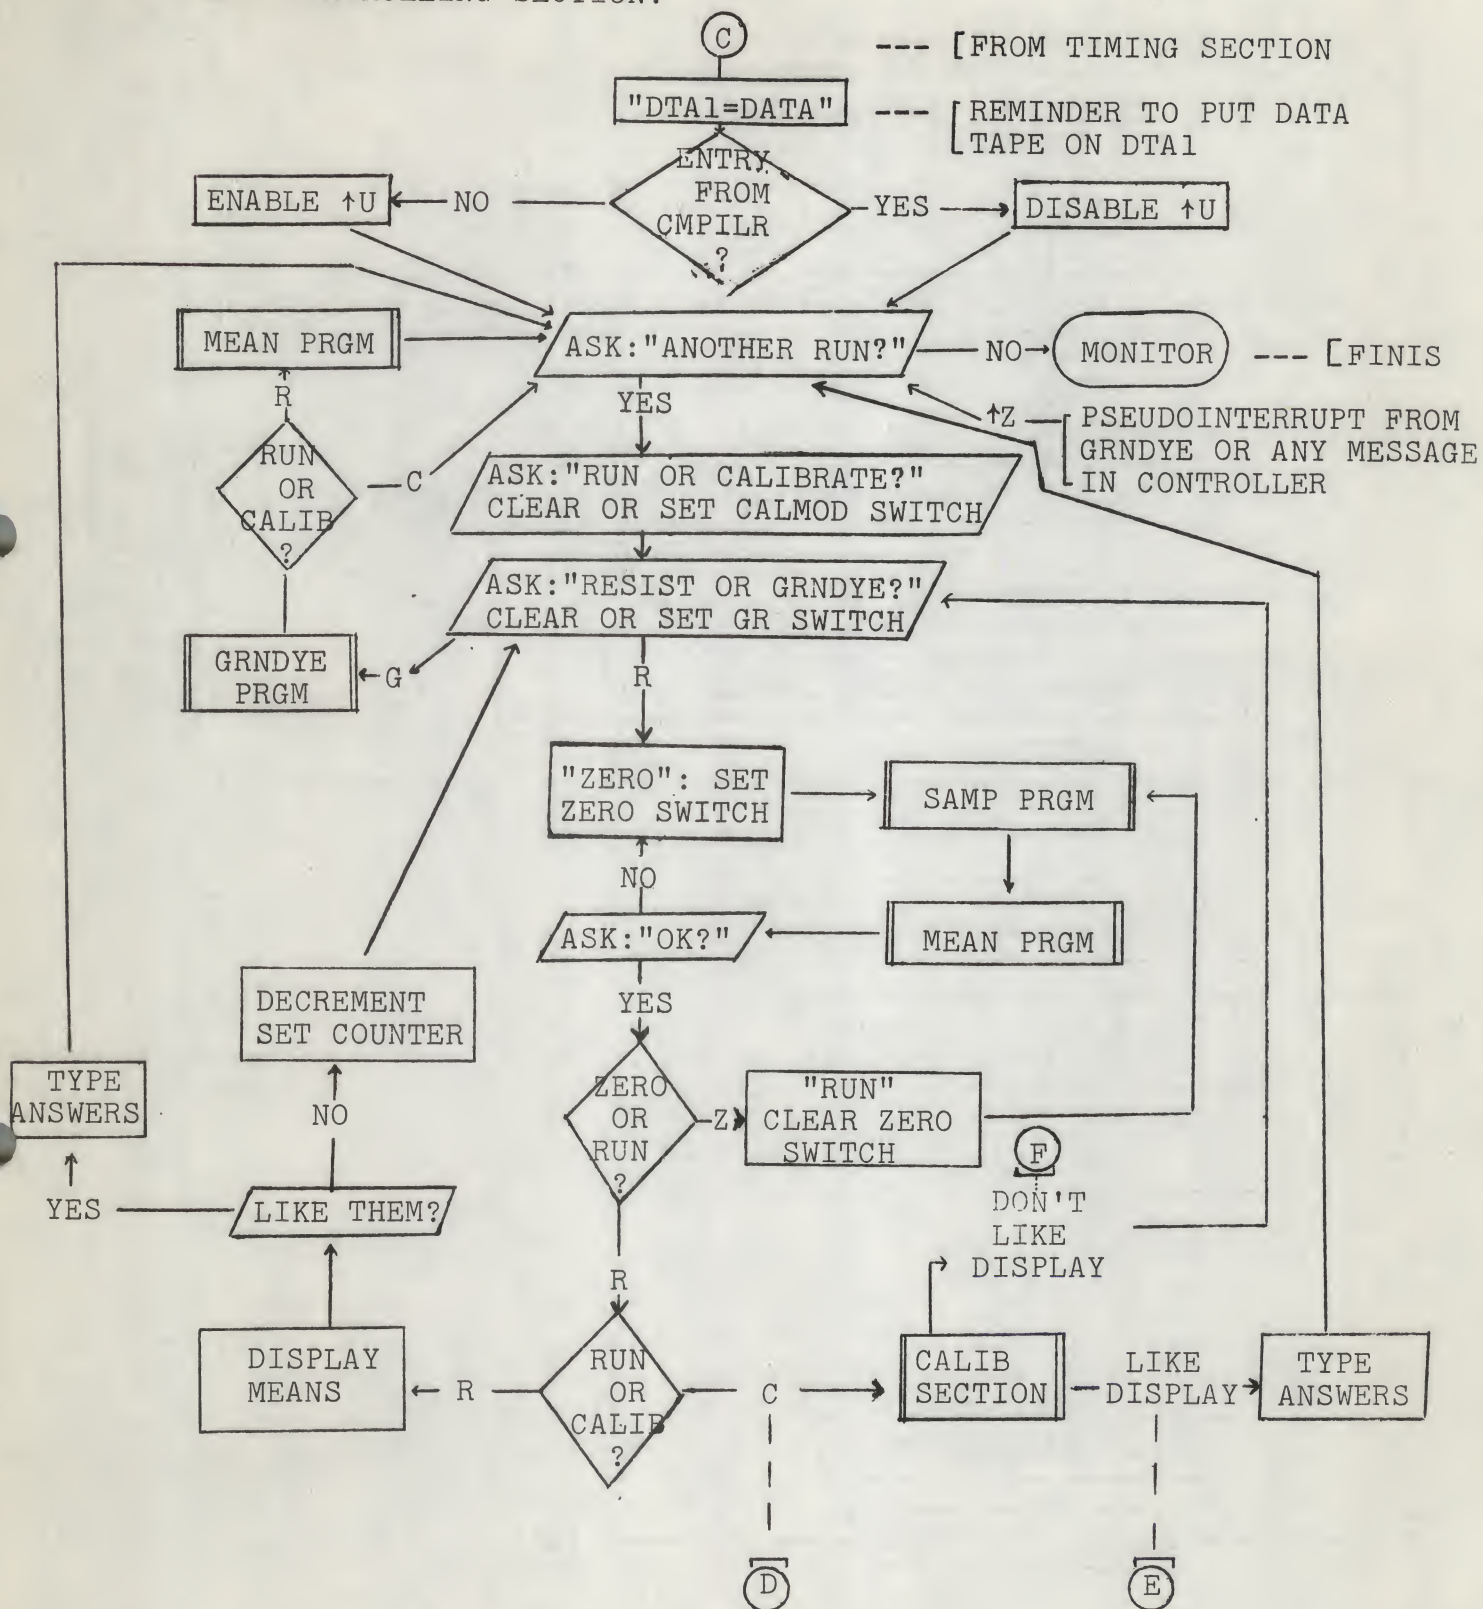 SECTION.
C
--- [FROM TIMING SECTION
"DTA1=DATA"
--- [REMINDER TO PUT DATA
TAPE ON DTA1
ENTRY
FROM
CMPILR
?
ENABLE ↑U
NO
YES
DISABLE ↑U
MEAN PRGM
ASK:"ANOTHER RUN?"
NO
MONITOR
--- [FINIS
R
YES
↑Z
PSEUDOINTERRUPT FROM
GRNDYE OR ANY MESSAGE
IN CONTROLLER
RUN
OR
CALIB
?
C
ASK:"RUN OR CALIBRATE?"
CLEAR OR SET CALMOD SWITCH
ASK:"RESIST OR GRNDYE?"
CLEAR OR SET GR SWITCH
GRNDYE
PRGM
G
R
"ZERO": SET
ZERO SWITCH
SAMP PRGM
NO
ASK:"OK?"
MEAN PRGM
DECREMENT
SET COUNTER
YES
TYPE
ANSWERS
NO
ZERO
OR
RUN
?
Z
"RUN"
CLEAR ZERO
SWITCH
F
YES
LIKE THEM?
DON'T
LIKE
DISPLAY
R
DISPLAY
MEANS
R
RUN
OR
CALIB
?
C
CALIB
SECTION
LIKE
DISPLAY
TYPE
ANSWERS
D
E